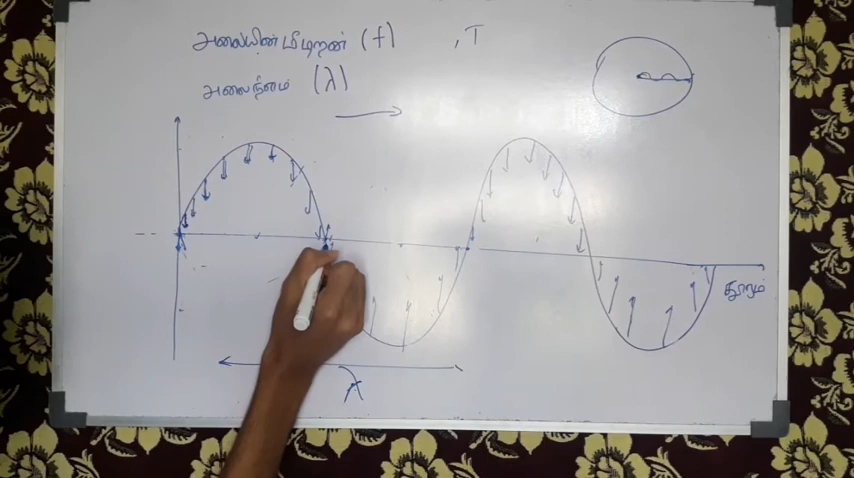 அலையின் மீடிறன் (f) , T
அலைநீளம் (λ)
தூரம்
λ